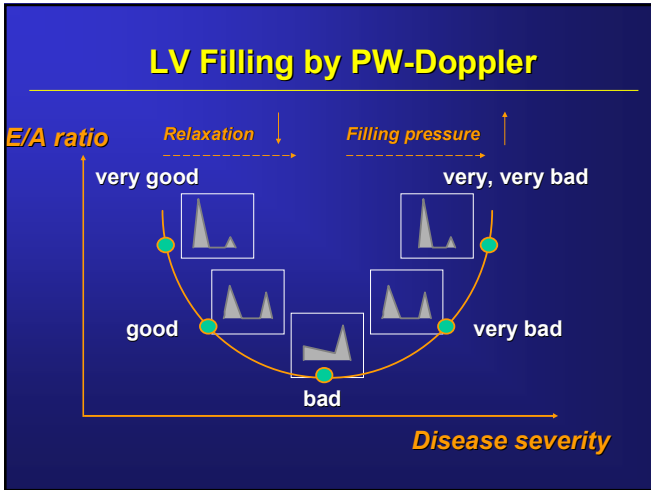 LV Filling by PW-Doppler
E/A ratio
Relaxation
Filling pressure
very good
very, very bad
good
very bad
bad
Disease severity